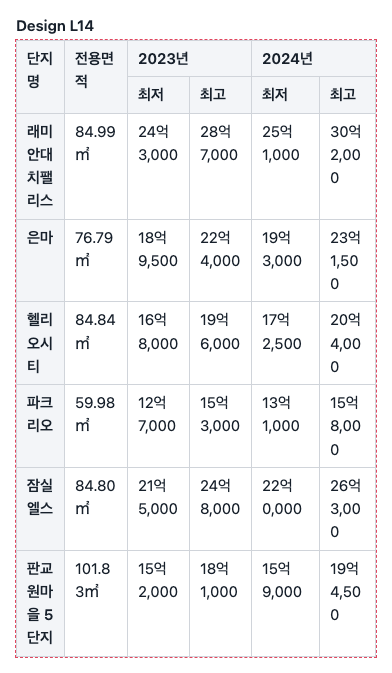 Design L14
단지명 전용면적 2023년 2024년
최저 최고 최저 최고
래미안대치팰리스 84.99㎡ 24억 3,000 28억 7,000 25억 1,000 30억 2,000
은마 76.79㎡ 18억 9,500 22억 4,000 19억 3,000 23억 1,500
헬리오시티 84.84㎡ 16억 8,000 19억 6,000 17억 2,500 20억 4,000
파크리오 59.98㎡ 12억 7,000 15억 3,000 13억 1,000 15억 8,000
잠실엘스 84.80㎡ 21억 5,000 24억 8,000 22억 0,000 26억 3,000
판교원마을 5단지 101.83㎡ 15억 2,000 18억 1,000 15억 9,000 19억 4,500